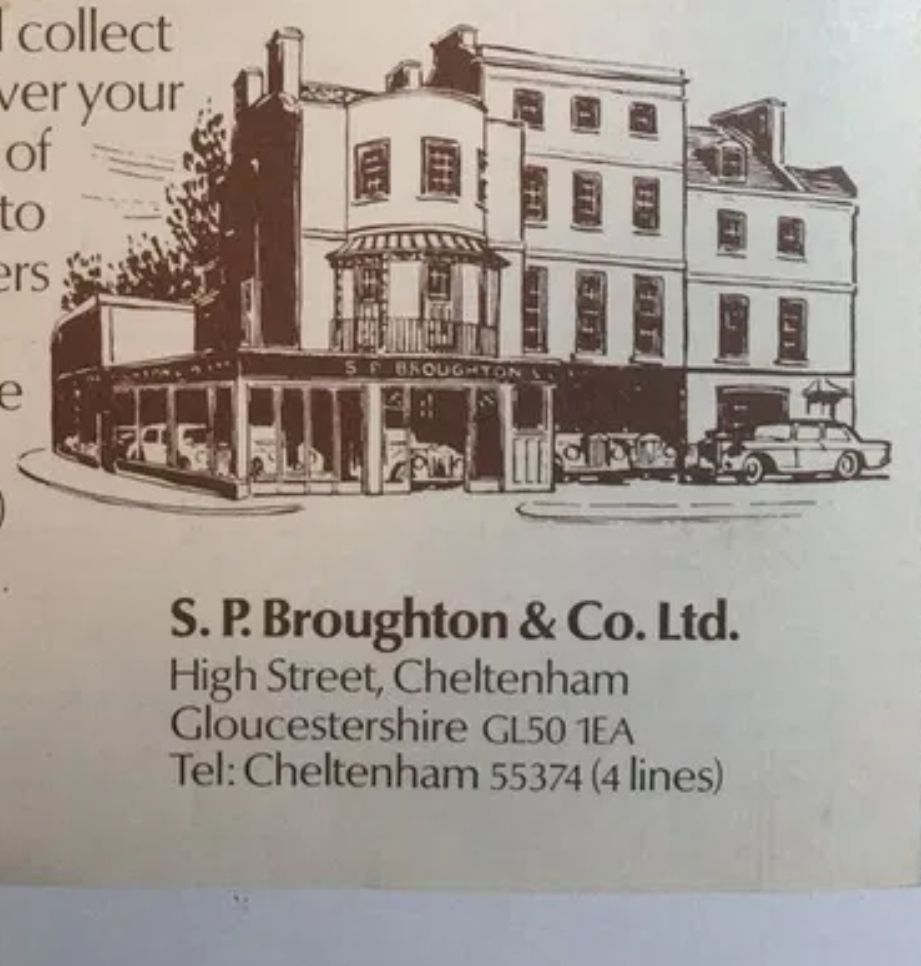 collect
ver your
of
to
ers
e
)
S. P. BROUGHTON &
S. P. Broughton & Co. Ltd.
High Street, Cheltenham
Gloucestershire GL50 1EA
Tel: Cheltenham 55374 (4 lines)